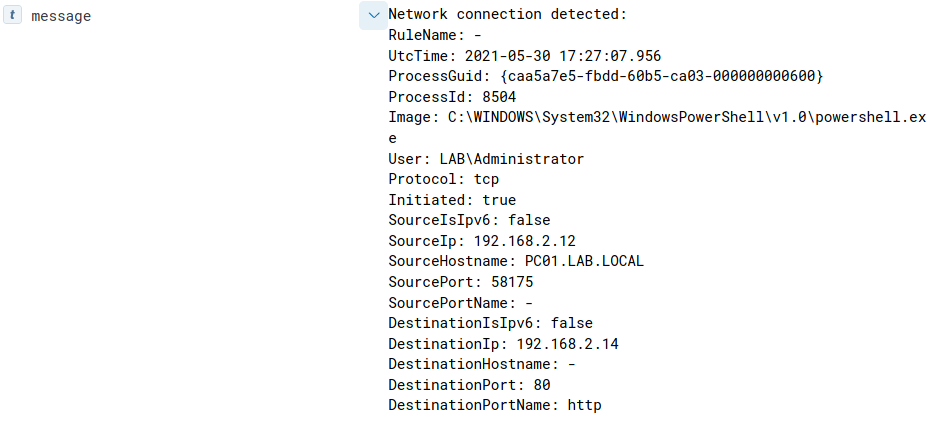 t message
Network connection detected:
RuleName: -
UtcTime: 2021-05-30 17:27:07.956
ProcessGuid: {caa5a7e5-fbdd-60b5-ca03-000000000600}
ProcessId: 8504
Image: C:\WINDOWS\System32\WindowsPowerShell\v1.0\powershell.ex
e
User: LAB\Administrator
Protocol: tcp
Initiated: true
SourceIsIpv6: false
SourceIp: 192.168.2.12
SourceHostname: PC01.LAB.LOCAL
SourcePort: 58175
SourcePortName: -
DestinationIsIpv6: false
DestinationIp: 192.168.2.14
DestinationHostname: -
DestinationPort: 80
DestinationPortName: http